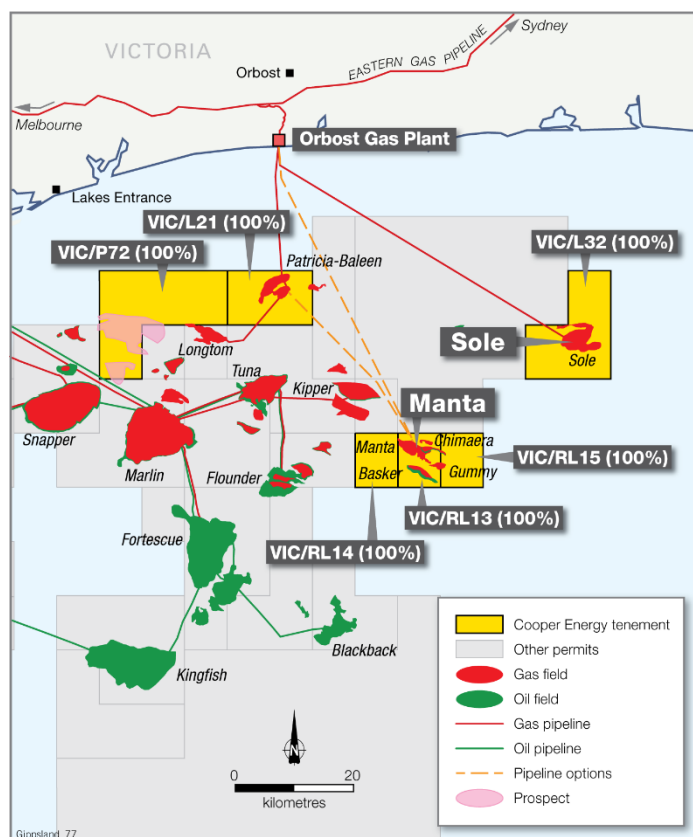 VICTORIA
Sydney
Orbost
EASTERN GAS PIPELINE
Melbourne
Orbost Gas Plant
Lakes Entrance
VIC/L21 (100%)
VIC/P72 (100%)
VIC/L32 (100%)
Patricia-Baleen
Longtom
Sole
Sole
Tuna
Kipper
Manta
Snapper
Marlin
Manta
Chimaera
Basker
Gummy
VIC/RL15 (100%)
Flounder
VIC/RL13 (100%)
Fortescue
VIC/RL14 (100%)
Blackback
Kingfish
Cooper Energy tenement
Other permits
Gas field
Oil field
Gas pipeline
Oil pipeline
Pipeline options
Prospect
N
0 20
kilometres
Gippsland_77